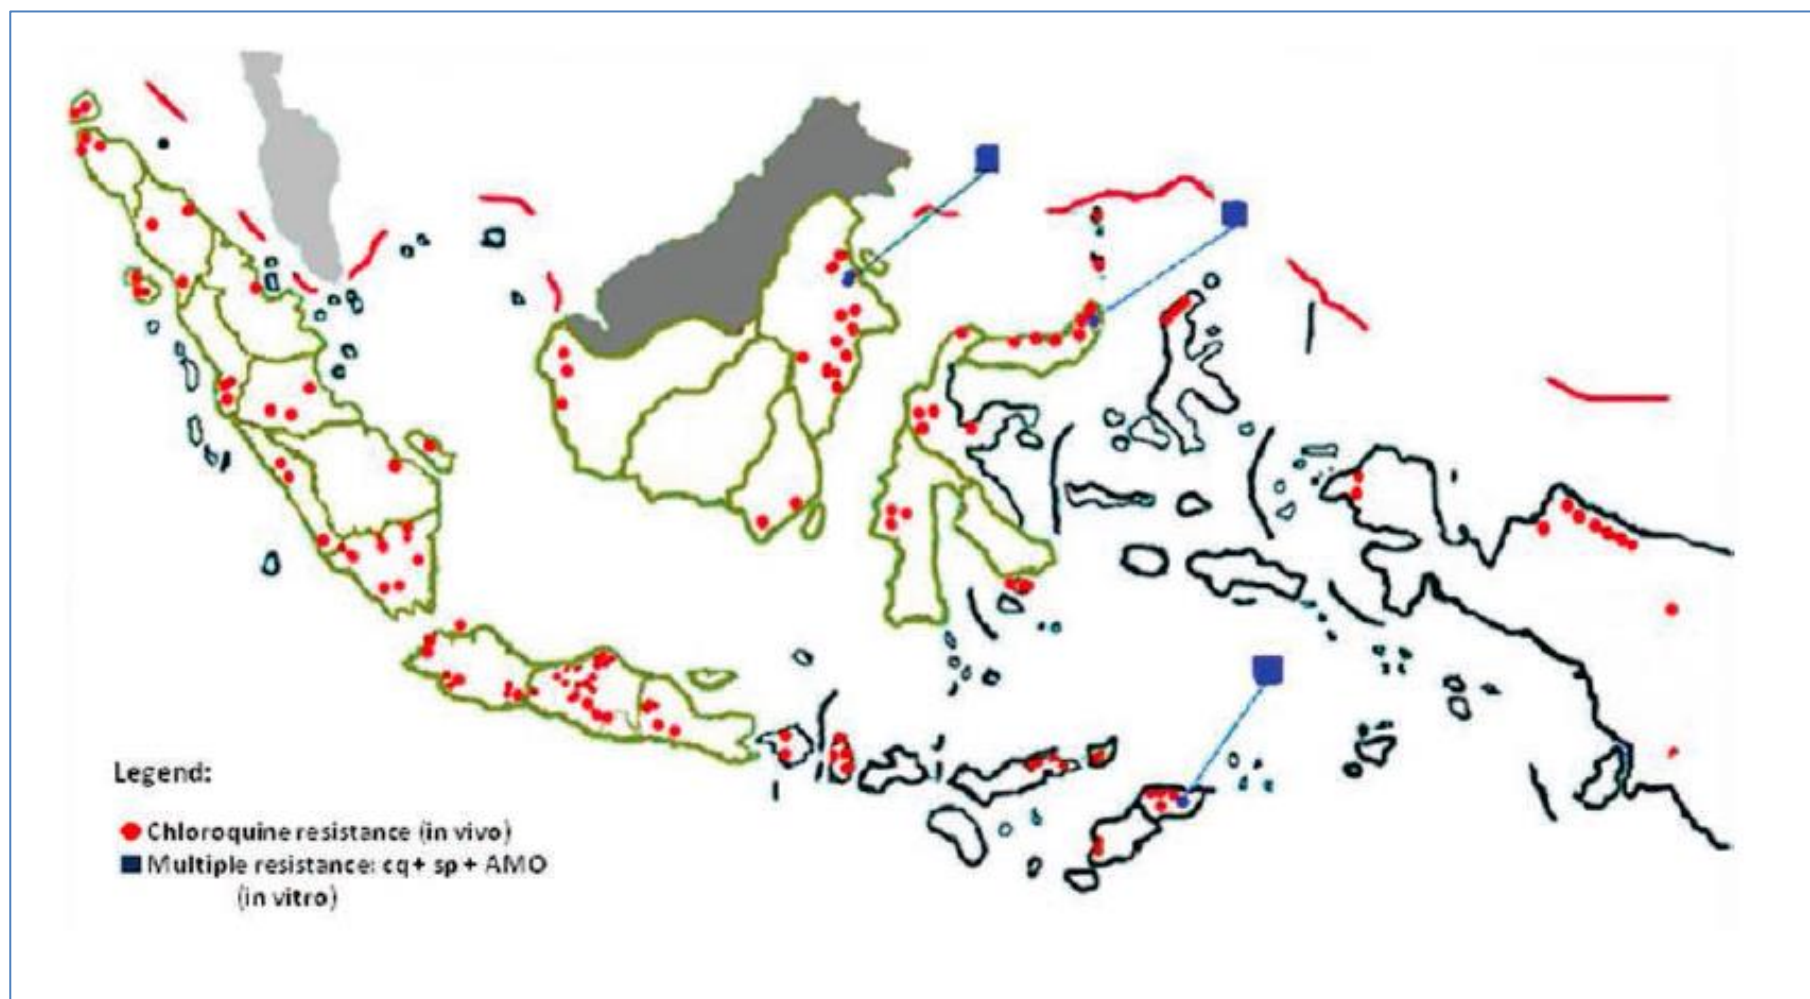 Legend:
Chloroquine resistance (in vivo)
Multiple resistance: cq+ sp + AMO
(in vitro)